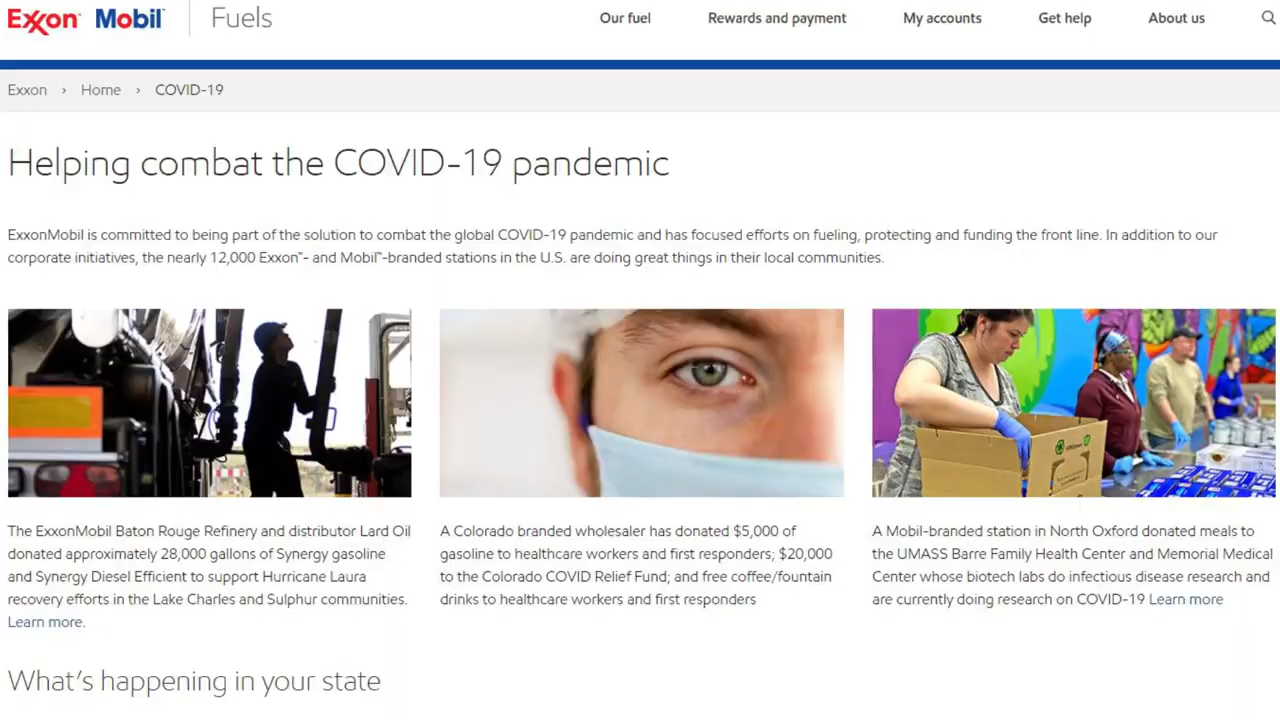 Exxon Mobil Fuels Our fuel Rewards and payment My accounts Get help About us
Exxon › Home › COVID-19
Helping combat the COVID-19 pandemic
ExxonMobil is committed to being part of the solution to combat the global COVID-19 pandemic and has focused efforts on fueling, protecting and funding the front line. In addition to our
corporate initiatives, the nearly 12,000 Exxon™- and Mobil™-branded stations in the U.S. are doing great things in their local communities.
The ExxonMobil Baton Rouge Refinery and distributor Lard Oil
donated approximately 28,000 gallons of Synergy gasoline
and Synergy Diesel Efficient to support Hurricane Laura
recovery efforts in the Lake Charles and Sulphur communities.
Learn more.
A Colorado branded wholesaler has donated $5,000 of
gasoline to healthcare workers and first responders; $20,000
to the Colorado COVID Relief Fund; and free coffee/fountain
drinks to healthcare workers and first responders
A Mobil-branded station in North Oxford donated meals to
the UMASS Barre Family Health Center and Memorial Medical
Center whose biotech labs do infectious disease research and
are currently doing research on COVID-19 Learn more
What's happening in your state